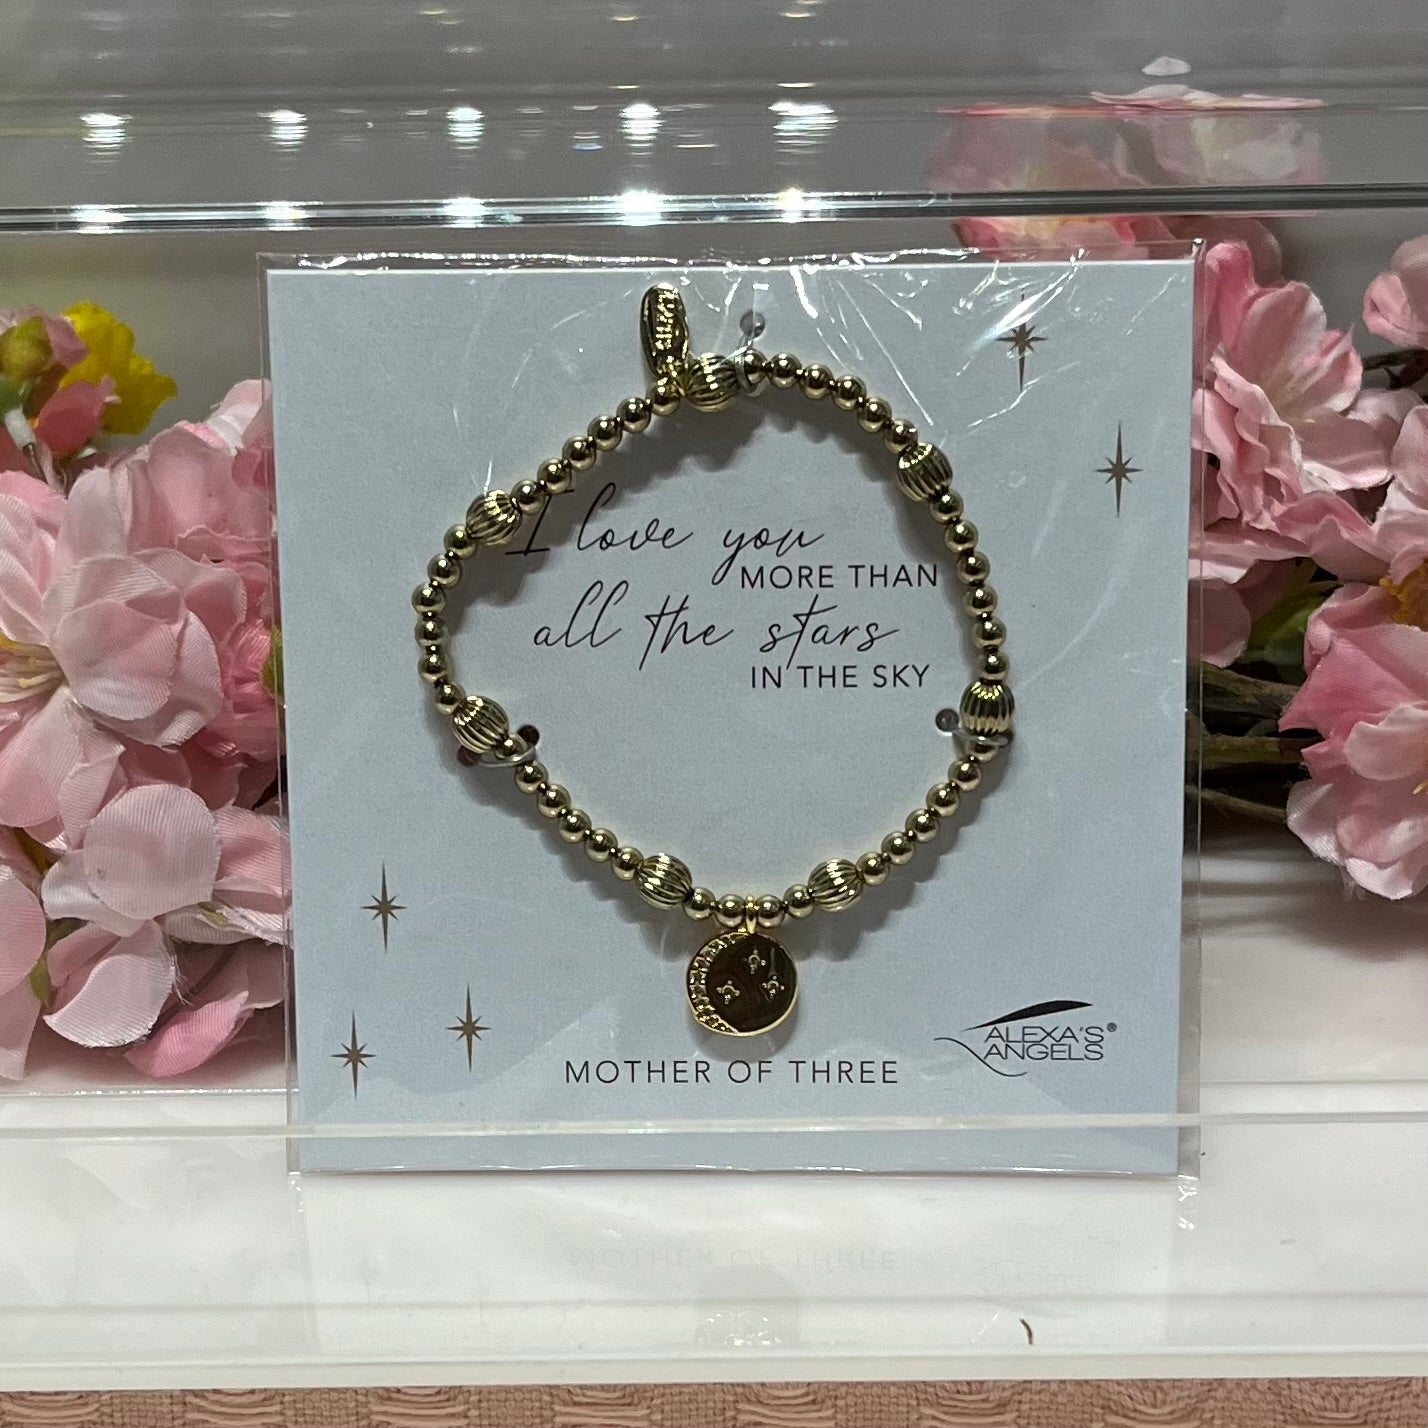 I love you
MORE THAN
all the stars
IN THE SKY
ALEXA'S®
ANGELS
MOTHER OF THREE